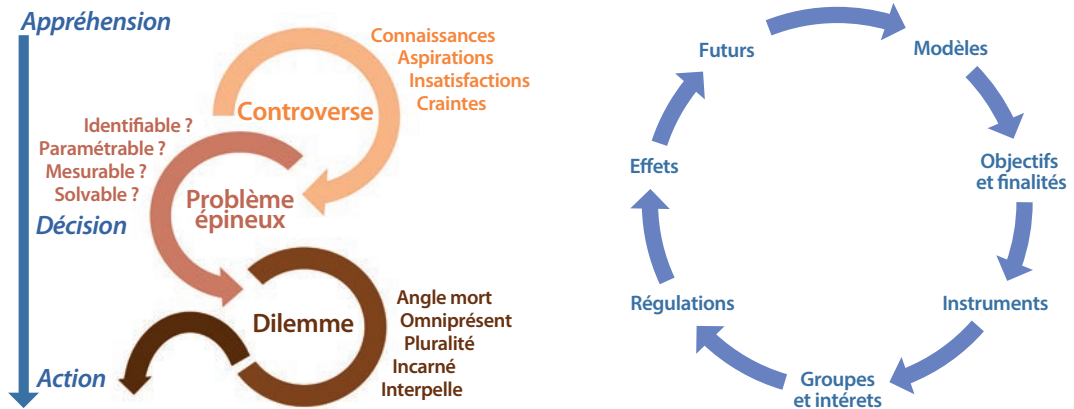 Appréhension
Connaissances
Aspirations
Insatisfactions
Craintes
Controverse
Identifiable ?
Paramétrable ?
Mesurable ?
Solvable ?
Problème
épineux
Décision
Dilemme
Angle mort
Omniprésent
Pluralité
Incarné
Interpelle
Action
Futurs
Modèles
Objectifs
et finalités
Instruments
Groupes
et intérets
Régulations
Effets